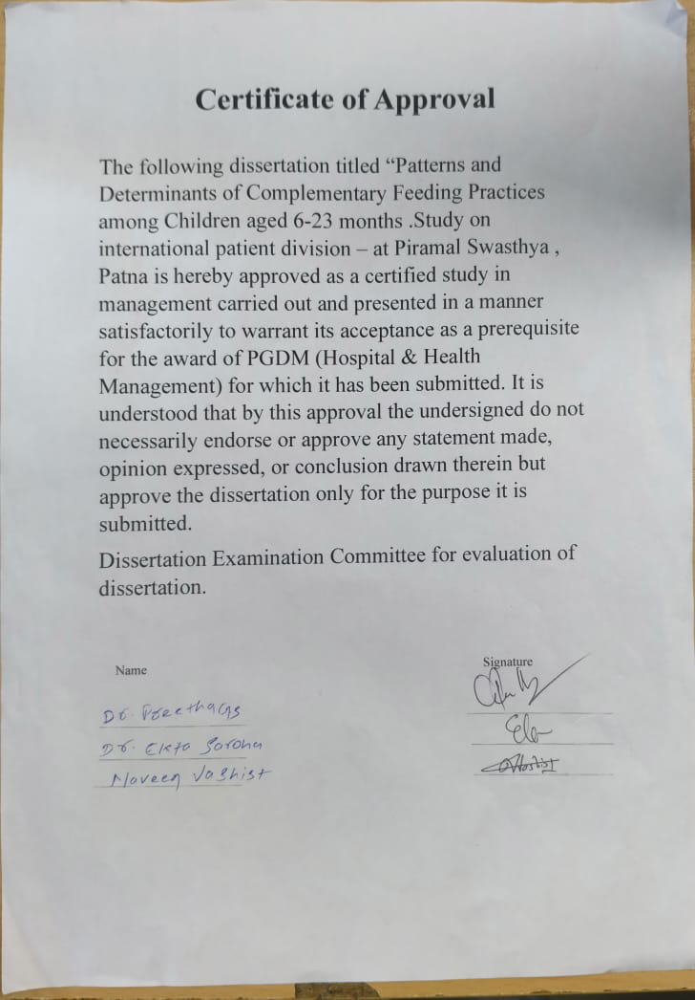 Certificate of Approval
The following dissertation titled “Patterns and
Determinants of Complementary Feeding Practices
among Children aged 6-23 months .Study on
international patient division – at Piramal Swasthya ,
Patna is hereby approved as a certified study in
management carried out and presented in a manner
satisfactorily to warrant its acceptance as a prerequisite
for the award of PGDM (Hospital & Health
Management) for which it has been submitted. It is
understood that by this approval the undersigned do not
necessarily endorse or approve any statement made,
opinion expressed, or conclusion drawn therein but
approve the dissertation only for the purpose it is
submitted.
Dissertation Examination Committee for evaluation of
dissertation.
Name Signature
Dr. Preetha GS
Dr. Ekta Saroha
Naveen Vashist